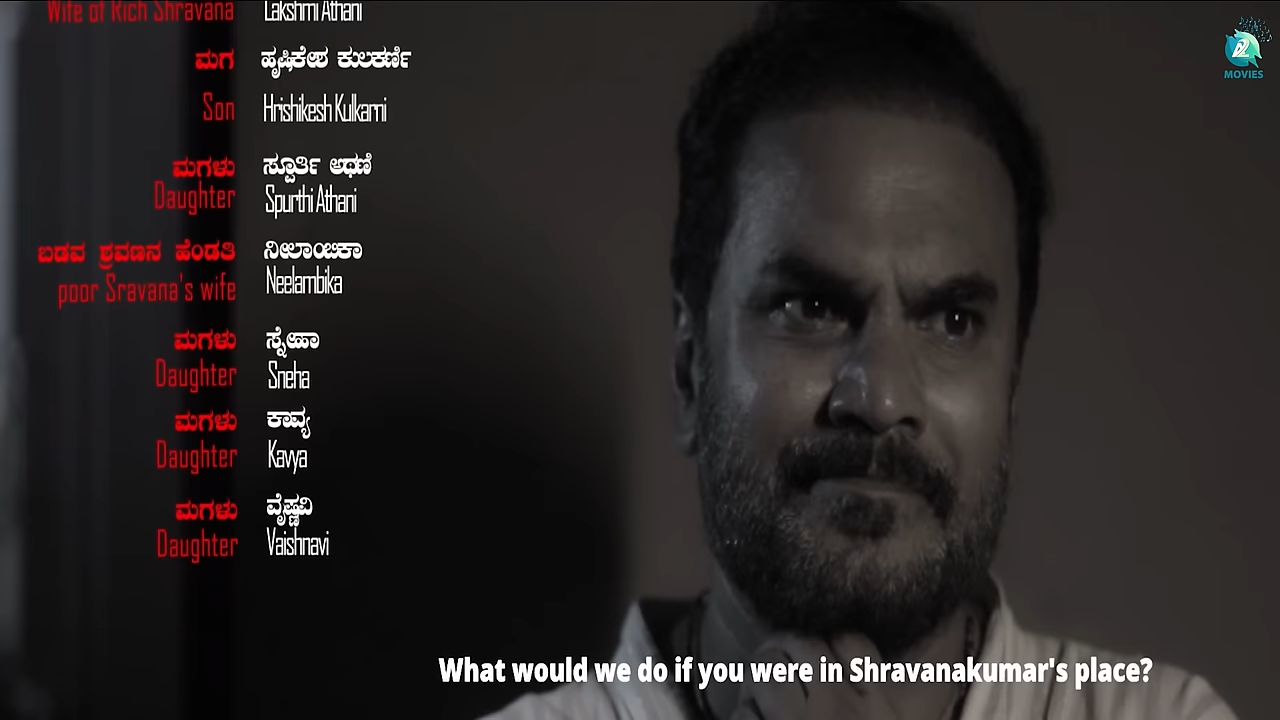 Wife of Rich Shravana Lakshmi Athani
ಮಗ ಹೃಷಿಕೇಶ ಕುಲಕರ್ಣಿ
Son Hrishikesh Kulkarni
ಮಗಳು ಸ್ಪೂರ್ತಿ ಅಥಣಿ
Daughter Spurthi Athani
ಬಡವ ಶ್ರವಣನ ಹೆಂಡತಿ ನೀಲಾಂಬಿಕಾ
poor Sravana's wife Neelambika
ಮಗಳು ಸ್ನೇಹಾ
Daughter Sneha
ಮಗಳು ಕಾವ್ಯ
Daughter Kavya
ಮಗಳು ವೈಷ್ಣವಿ
Daughter Vaishnavi
What would we do if you were in Shravanakumar's place?
MOVIES